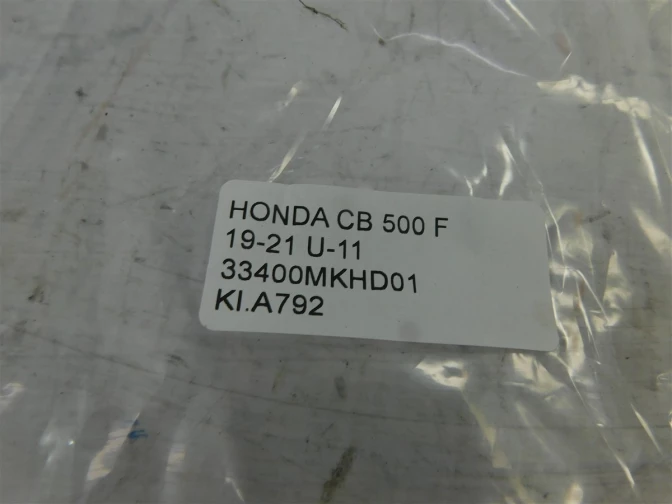 HONDA CB 500 F
19-21 U-11
33400MKHD01
KI.A792